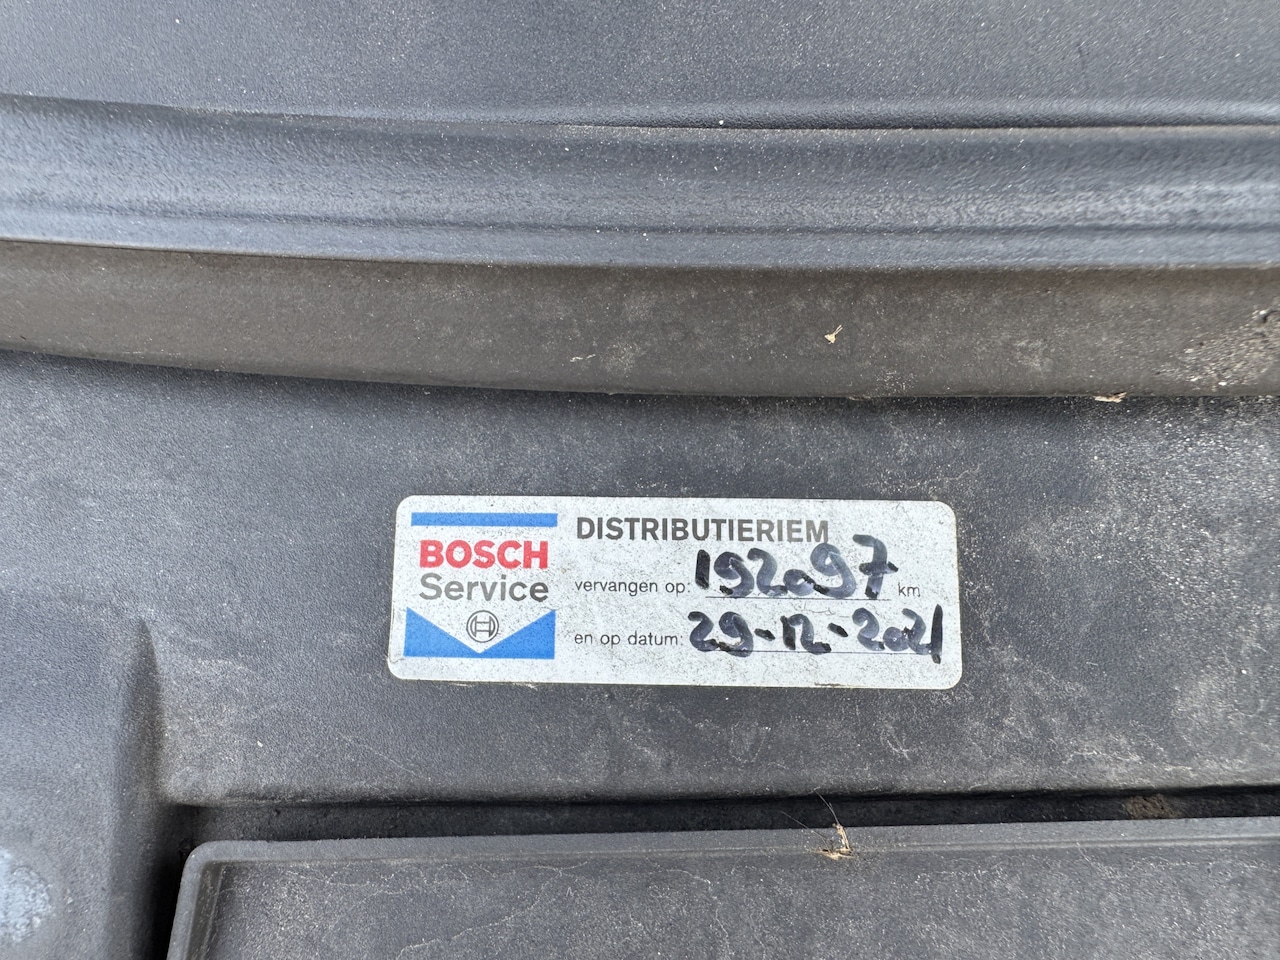 BOSCH
Service
DISTRIBUTIERIEM
vervangen op: 192097 km
en op datum: 29-12-2021